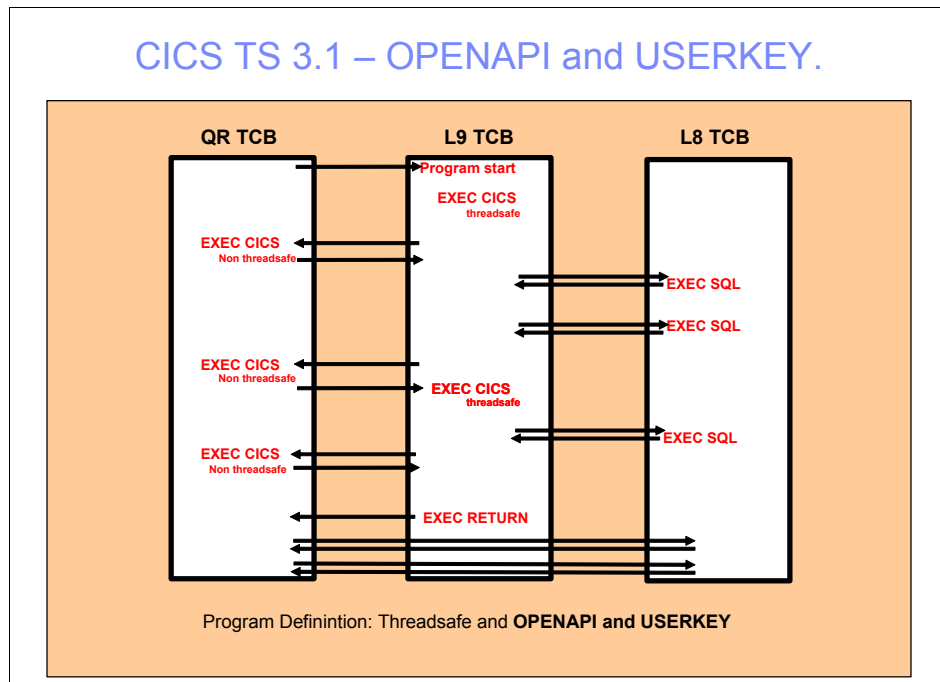 CICS TS 3.1 – OPENAPI and USERKEY.
QR TCB L9 TCB L8 TCB
Program start
EXEC CICS
threadsafe
EXEC CICS
Non threadsafe
EXEC SQL
EXEC SQL
EXEC CICS
Non threadsafe
EXEC CICS
threadsafe
EXEC SQL
EXEC CICS
Non threadsafe
EXEC RETURN
Program Definintion: Threadsafe and OPENAPI and USERKEY